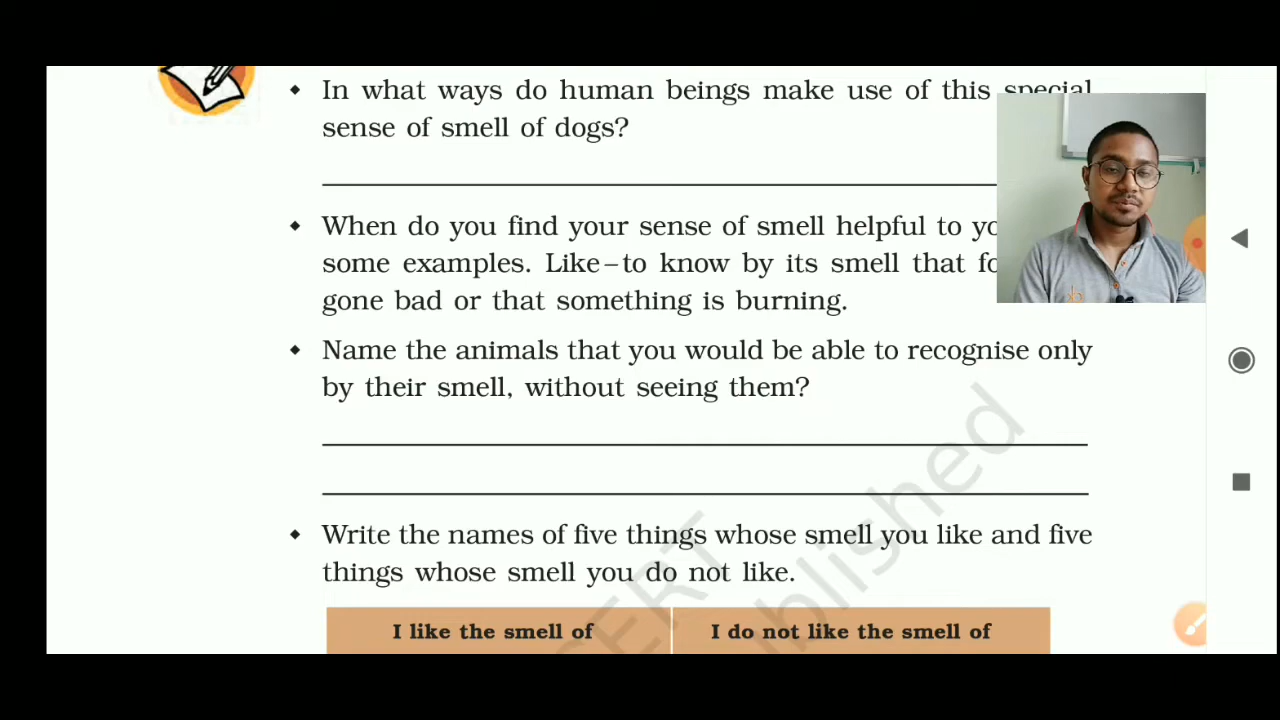 In what ways do human beings make use of this special
sense of smell of dogs?
When do you find your sense of smell helpful to
some examples. Like – to know by its smell that
gone bad or that something is burning.
Name the animals that you would be able to recognise only
by their smell, without seeing them?
Write the names of five things whose smell you like and five
things whose smell you do not like.
I like the smell of
I do not like the smell of